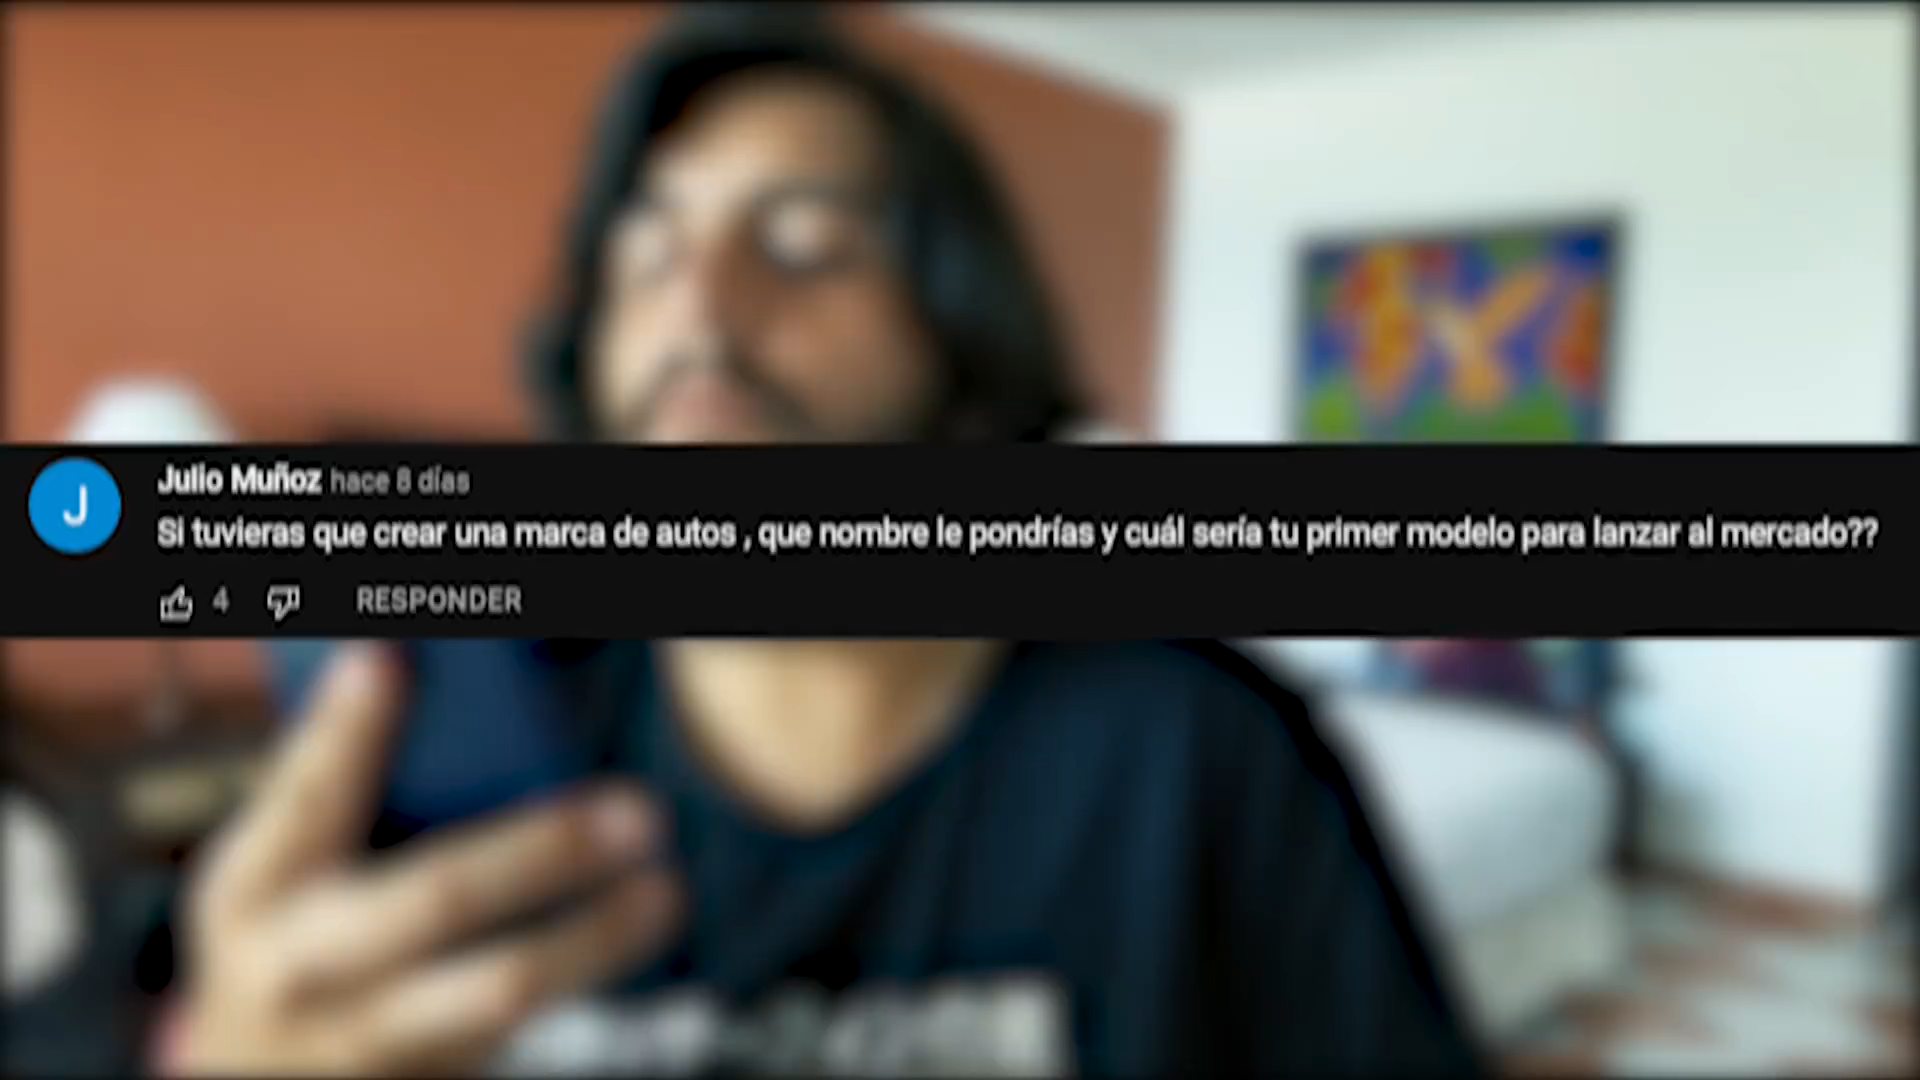 J
Julio Muñoz hace 8 días
Si tuvieras que crear una marca de autos , que nombre le pondrías y cuál sería tu primer modelo para lanzar al mercado??
4 RESPONDER